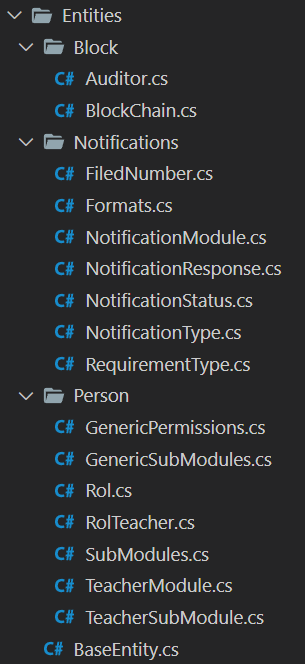 Entities
Block
C# Auditor.cs
C# BlockChain.cs
Notifications
C# FiledNumber.cs
C# Formats.cs
C# NotificationModule.cs
C# NotificationResponse.cs
C# NotificationStatus.cs
C# NotificationType.cs
C# RequirementType.cs
Person
C# GenericPermissions.cs
C# GenericSubModules.cs
C# Rol.cs
C# RolTeacher.cs
C# SubModules.cs
C# TeacherModule.cs
C# TeacherSubModule.cs
C# BaseEntity.cs